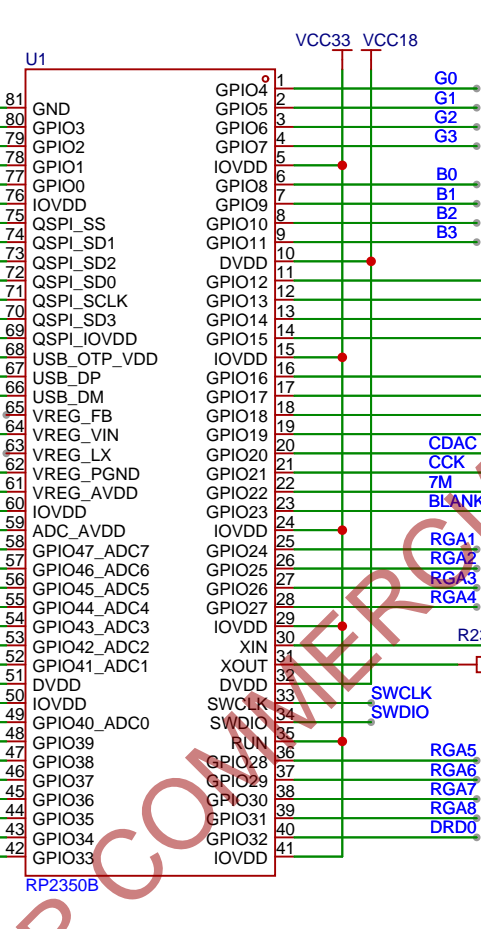 VCC33 VCC18
U1
GPIO4 1 G0
81 GND GPIO5 2 G1
80 GPIO3 GPIO6 3 G2
79 GPIO2 GPIO7 4 G3
78 GPIO1 IOVDD 5
77 GPIO0 GPIO8 6 B0
76 IOVDD GPIO9 7 B1
75 QSPI_SS GPIO10 8 B2
74 QSPI_SD1 GPIO11 9 B3
73 QSPI_SD2 DVDD 10
72 QSPI_SD0 GPIO12 11
71 QSPI_SCLK GPIO13 12
70 QSPI_SD3 GPIO14 13
69 QSPI_IOVDD GPIO15 14
68 USB_OTP_VDD IOVDD 15
67 USB_DP GPIO16 16
66 USB_DM GPIO17 17
65 VREG_FB GPIO18 18
64 VREG_VIN GPIO19 19
63 VREG_LX GPIO20 20 CDAC
62 VREG_PGND GPIO21 21 CCK
61 VREG_AVDD GPIO22 22 7M
60 IOVDD GPIO23 23 BLANK
59 ADC_AVDD IOVDD 24
58 GPIO47_ADC7 GPIO24 25 RGA1
57 GPIO46_ADC6 GPIO25 26 RGA2
56 GPIO45_ADC5 GPIO26 27 RGA3
55 GPIO44_ADC4 GPIO27 28 RGA4
54 GPIO43_ADC3 IOVDD 29
53 GPIO42_ADC2 XIN 30
52 GPIO41_ADC1 XOUT 31
51 DVDD DVDD 32
50 IOVDD SWCLK 33 SWCLK
49 GPIO40_ADC0 SWDIO 34 SWDIO
48 GPIO39 RUN 35
47 GPIO38 GPIO28 36 RGA5
46 GPIO37 GPIO29 37 RGA6
45 GPIO36 GPIO30 38 RGA7
44 GPIO35 GPIO31 39 RGA8
43 GPIO34 GPIO32 40 DRD0
42 GPIO33 IOVDD 41
RP2350B